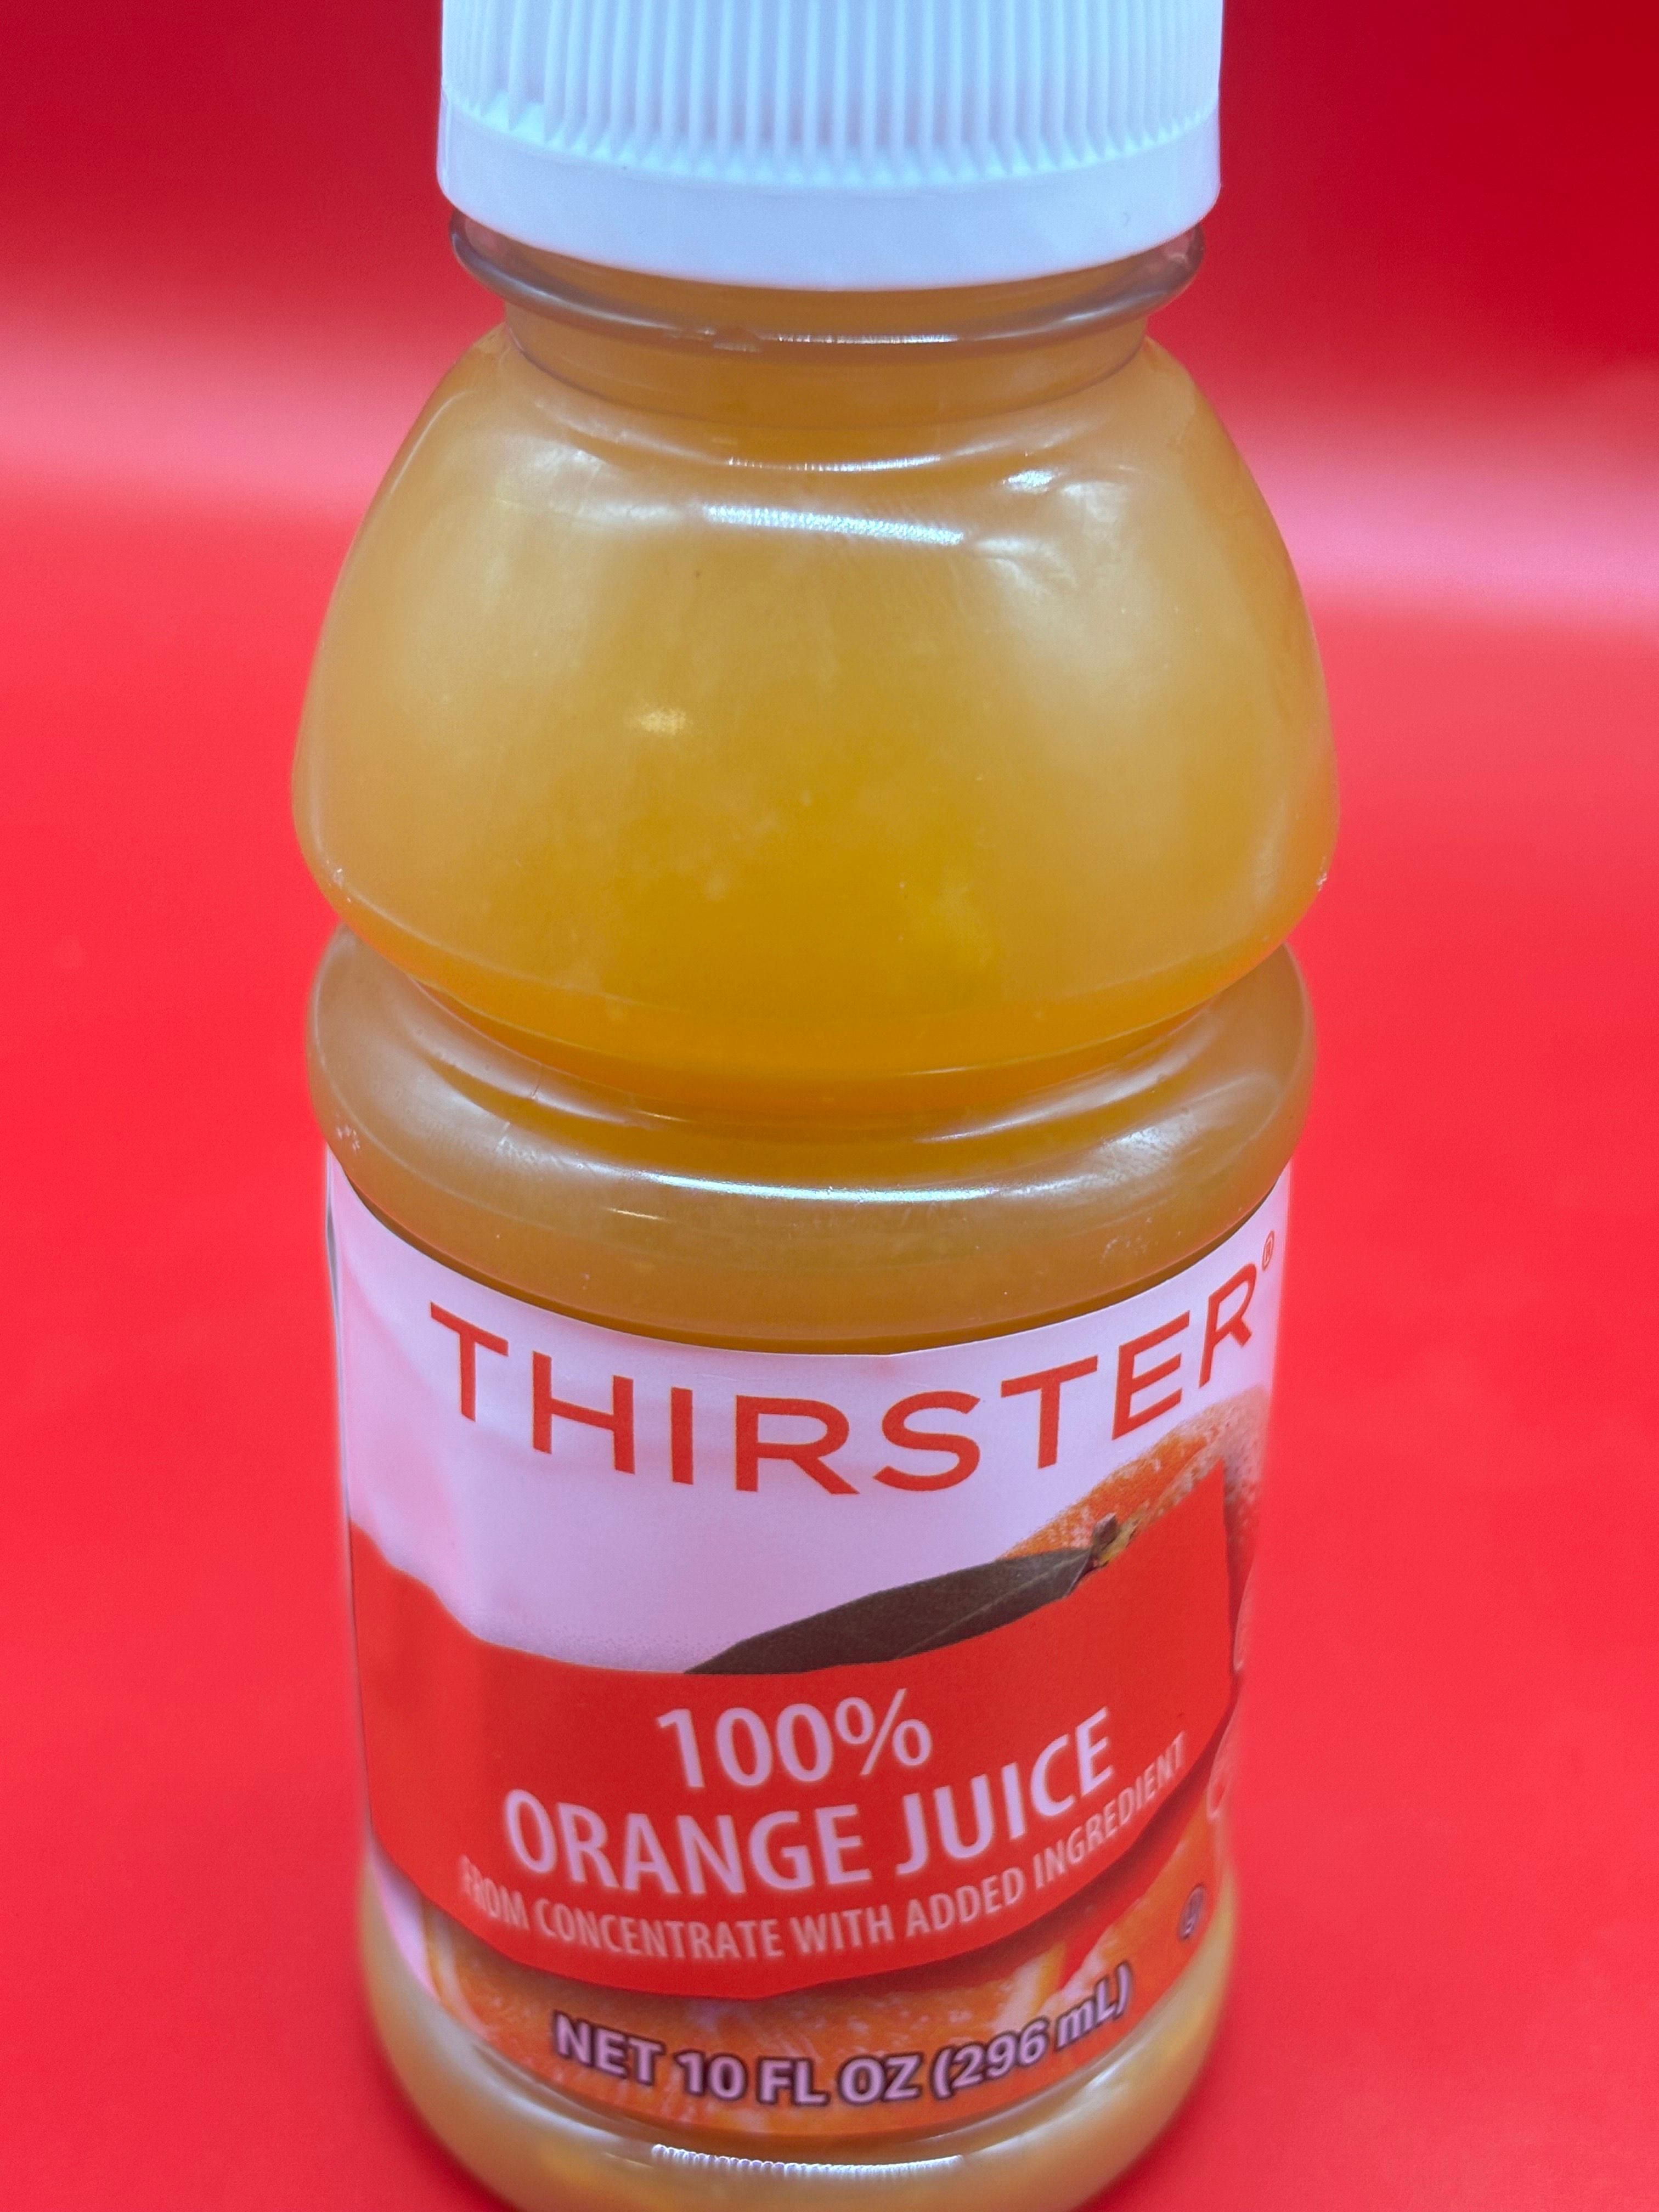 THIRSTER®
100%
ORANGE JUICE
FROM CONCENTRATE WITH ADDED INGREDIENT
NET 10 FL OZ (296 mL)